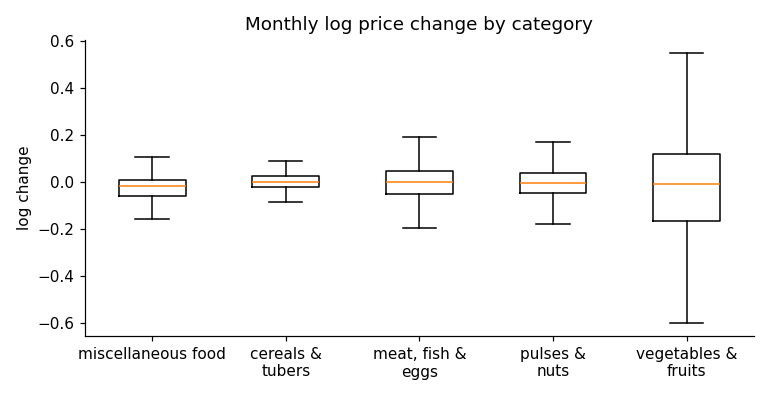 Monthly log price change by category
log change
0.6
0.4
0.2
0.0
−0.2
−0.4
−0.6
miscellaneous food
cereals &
tubers
meat, fish &
eggs
pulses &
nuts
vegetables &
fruits